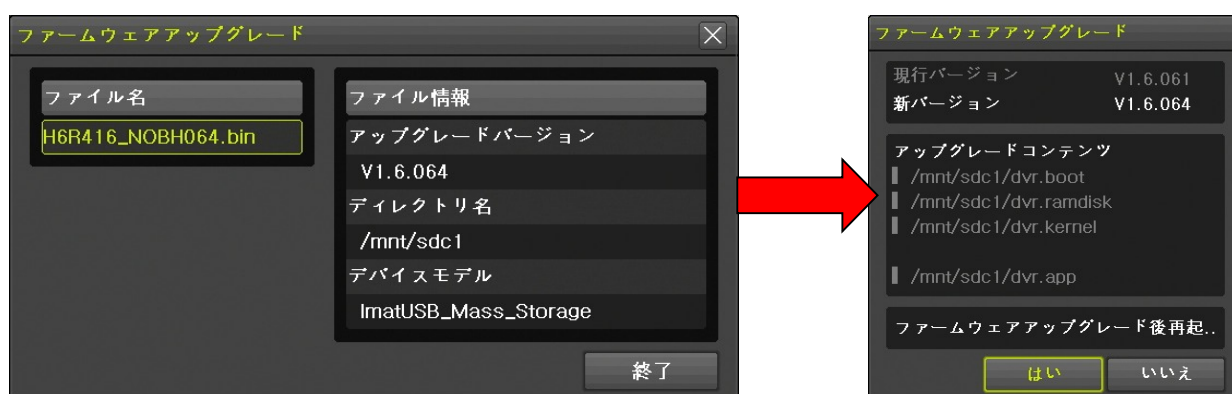 ファームウェアアップグレード
ファイル名
H6R416_NOBH064.bin
ファイル情報
アップグレードバージョン
V1.6.064
ディレクトリ名
/mnt/sdc1
デバイスモデル
ImatUSB_Mass_Storage
終了
ファームウェアアップグレード
現行バージョン V1.6.061
新バージョン V1.6.064
アップグレードコンテンツ
/mnt/sdc1/dvr.boot
/mnt/sdc1/dvr.ramdisk
/mnt/sdc1/dvr.kernel
/mnt/sdc1/dvr.app
ファームウェアアップグレード後再起..
はい いいえ